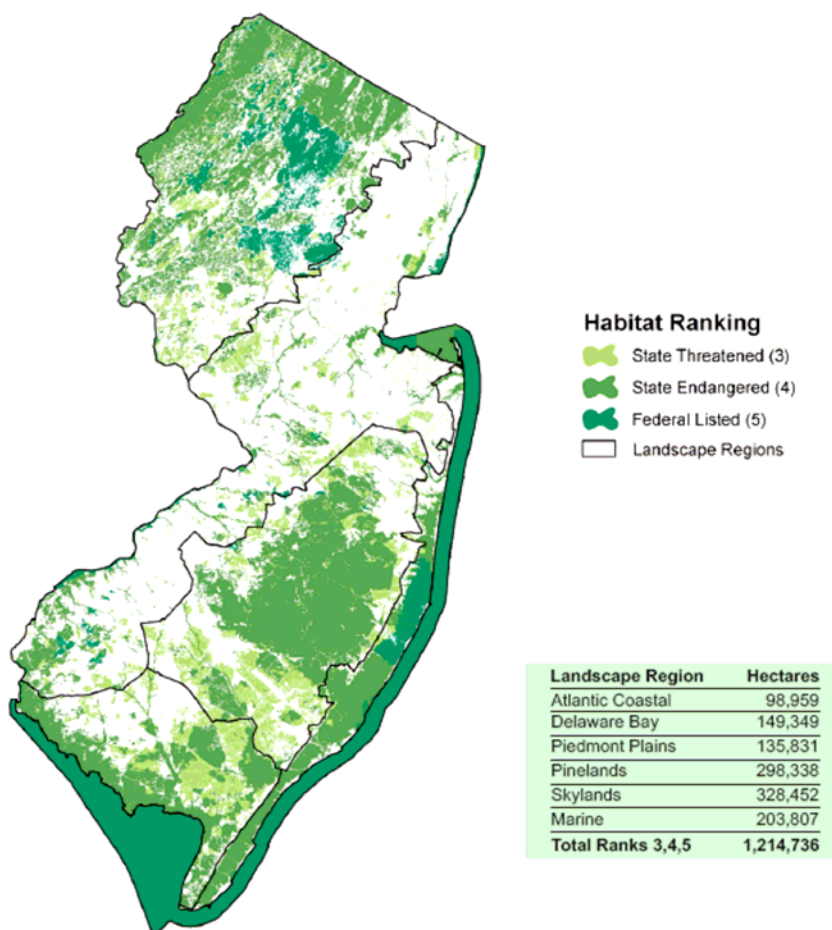 Habitat Ranking
State Threatened (3)
State Endangered (4)
Federal Listed (5)
Landscape Regions
Landscape Region Hectares
Atlantic Coastal 98,959
Delaware Bay 149,349
Piedmont Plains 135,831
Pinelands 298,338
Skylands 328,452
Marine 203,807
Total Ranks 3,4,5 1,214,736